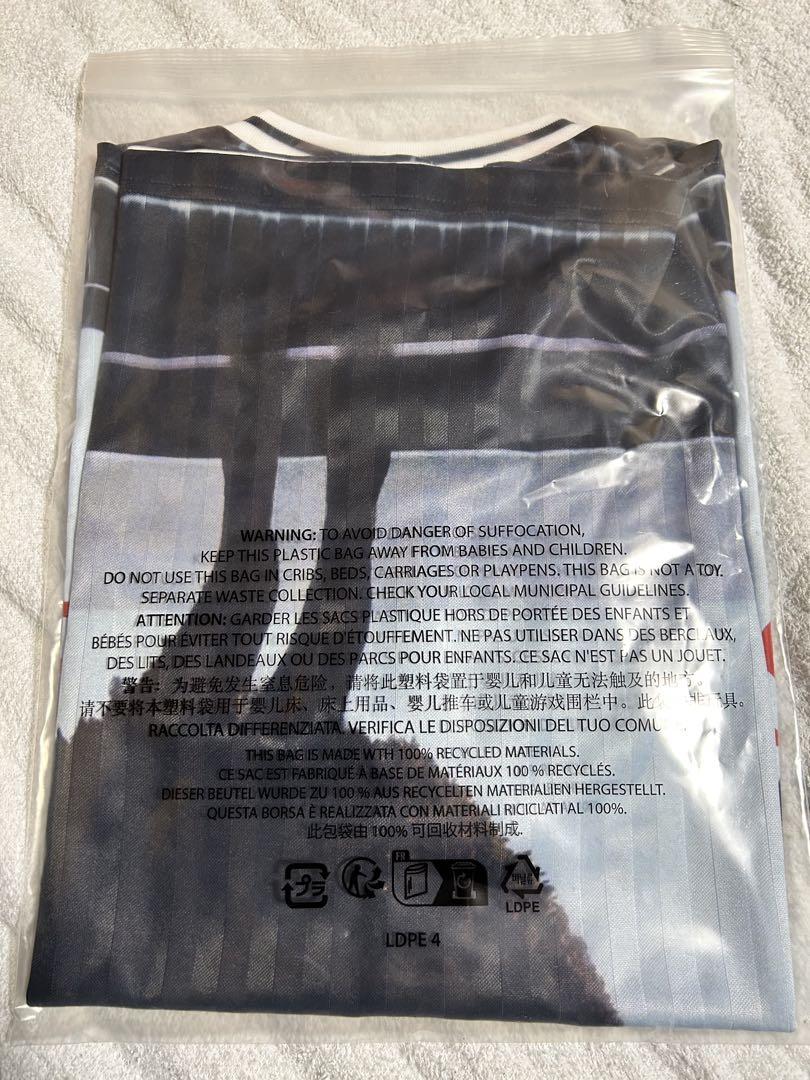 WARNING: TO AVOID DANGER OF SUFFOCATION,
KEEP THIS PLASTIC BAG AWAY FROM BABIES AND CHILDREN.
DO NOT USE THIS BAG IN CRIBS, BEDS, CARRIAGES OR PLAYPENS. THIS BAG IS NOT A TOY.
SEPARATE WASTE COLLECTION. CHECK YOUR LOCAL MUNICIPAL GUIDELINES.
ATTENTION: GARDER LES SACS PLASTIQUE HORS DE PORTÉE DES ENFANTS ET
BÉBÉS POUR ÉVITER TOUT RISQUE D'ÉTOUFFEMENT. NE PAS UTILISER DANS DES BERCEAUX,
DES LITS, DES LANDEAUX OU DES PARCS POUR ENFANTS. CE SAC N'EST PAS UN JOUET.
警告: 为避免发生窒息危险，请将此塑料袋置于婴儿和儿童无法触及的地方。
请不要将本塑料袋用于婴儿床、床上用品、婴儿推车或儿童游戏围栏中。
RACCOLTA DIFFERENZIATA. VERIFICA LE DISPOSIZIONI DEL TUO
THIS BAG IS MADE WTH 100% RECYCLED MATERIALS.
CE SAC EST FABRIQUÉ À BASE DE MATÉRIAUX 100 % RECYCLÉS.
DIESER BEUTEL WURDE ZU 100 % AUS RECYCELTEN MATERIALIEN HERGESTELLT.
QUESTA BORSA È REALIZZATA CON MATERIALI RICICLATI AL 100%.
此包袋由 100% 可回收材料制成.
プラ
FR
비닐류
LDPE
LDPE 4